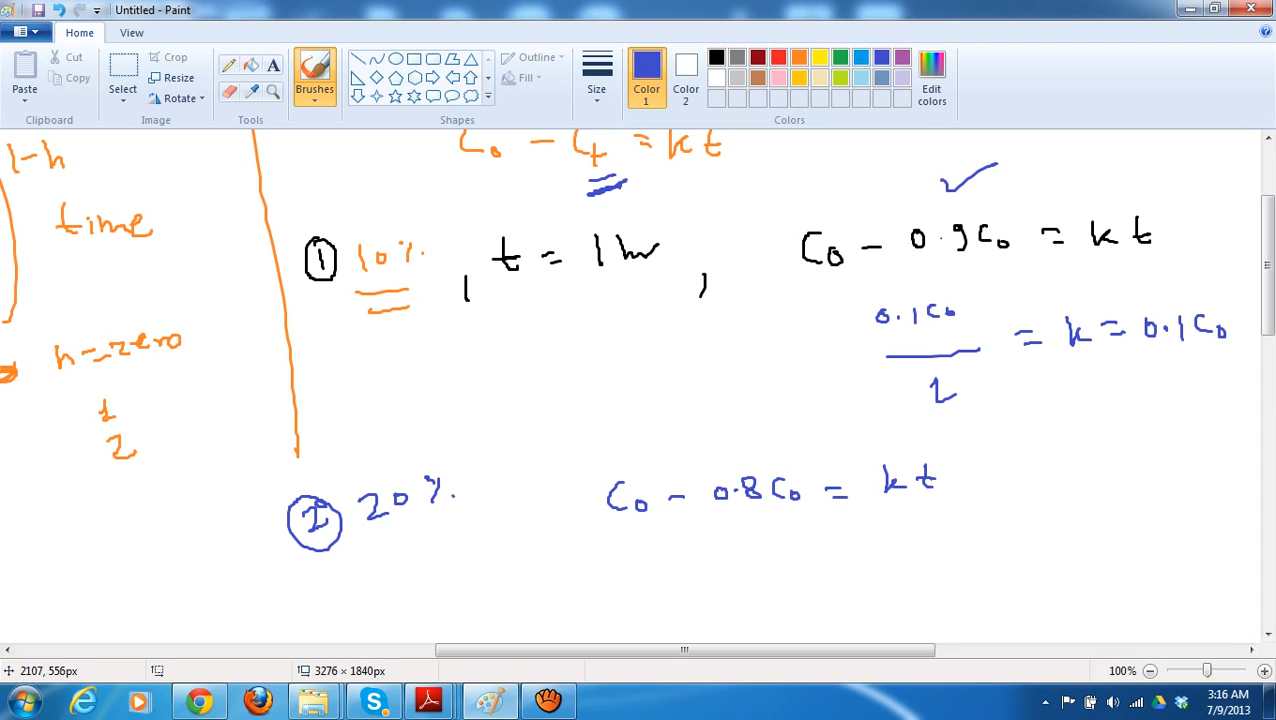 Untitled - Paint
Home View
Paste
Cut
Copy
Clipboard
Select
Crop
Resize
Rotate
Image
Tools
Brushes
Shapes
Outline
Fill
Size
Color 1
Color 2
Edit colors
Colors
C₀ - Cₜ = kt
1-n
time
n = zero
1
2
① 10% , t = 1 hr , C₀ - 0.9C₀ = kt
0.1C₀ / 1 = k = 0.1C₀
② 20% C₀ - 0.8C₀ = kt
2107, 556px
3276 × 1840px
100%
3:16 AM
7/9/2013